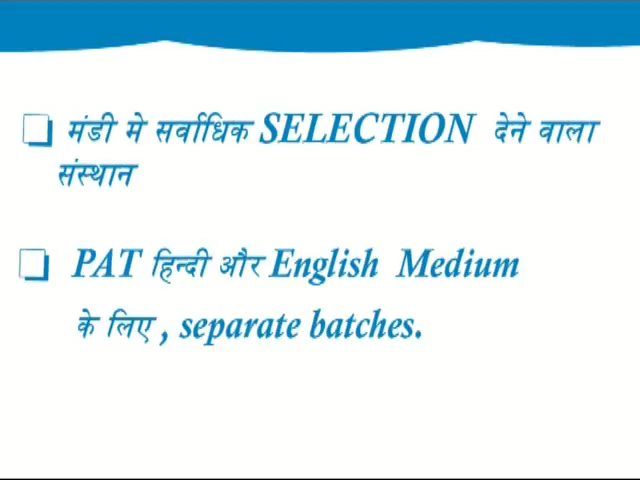 मंडी मे सर्वाधिक SELECTION देने वाला
संस्थान
PAT हिन्दी और English Medium
के लिए , separate batches.